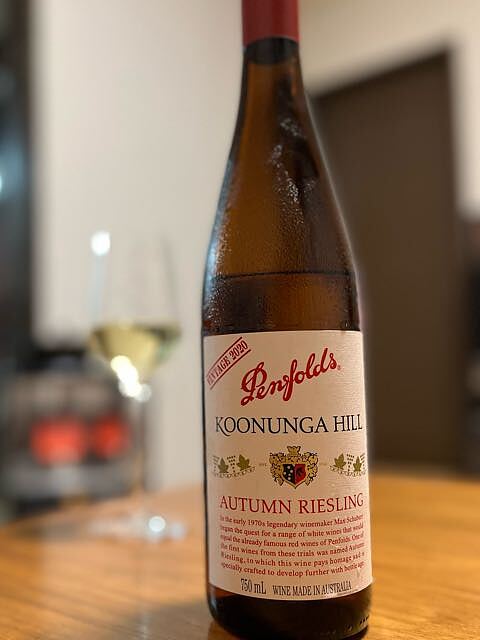 VINTAGE 2020
Penfolds
KOONUNGA HILL
AUTUMN RIESLING
In the early 1970s legendary winemaker Max Schubert
began the quest for a range of white wines that would
equal the already famous red wines of Penfolds. One of
the first wines from these trials was named Autumn
Riesling, to which this wine pays homage and is
specially crafted to develop further with bottle age.
750 mL WINE MADE IN AUSTRALIA